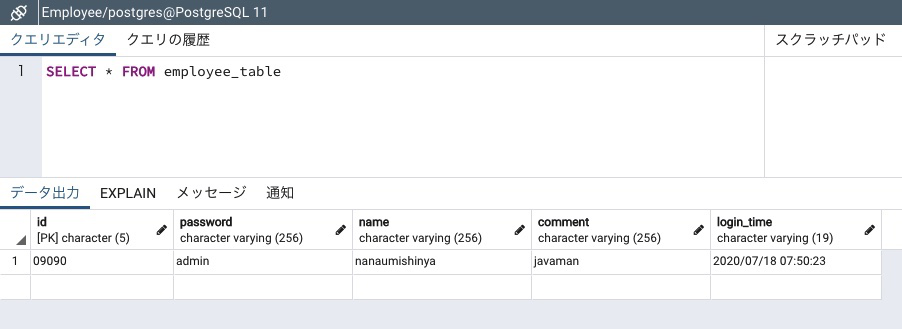 Employee/postgres@PostgreSQL 11
クエリエディタ クエリの履歴 スクラッチパッド
1 SELECT * FROM employee_table
データ出力 EXPLAIN メッセージ 通知
id password name comment login_time
[PK] character (5) character varying (256) character varying (256) character varying (256) character varying (19)
1 09090 admin nanaumishinya javaman 2020/07/18 07:50:23